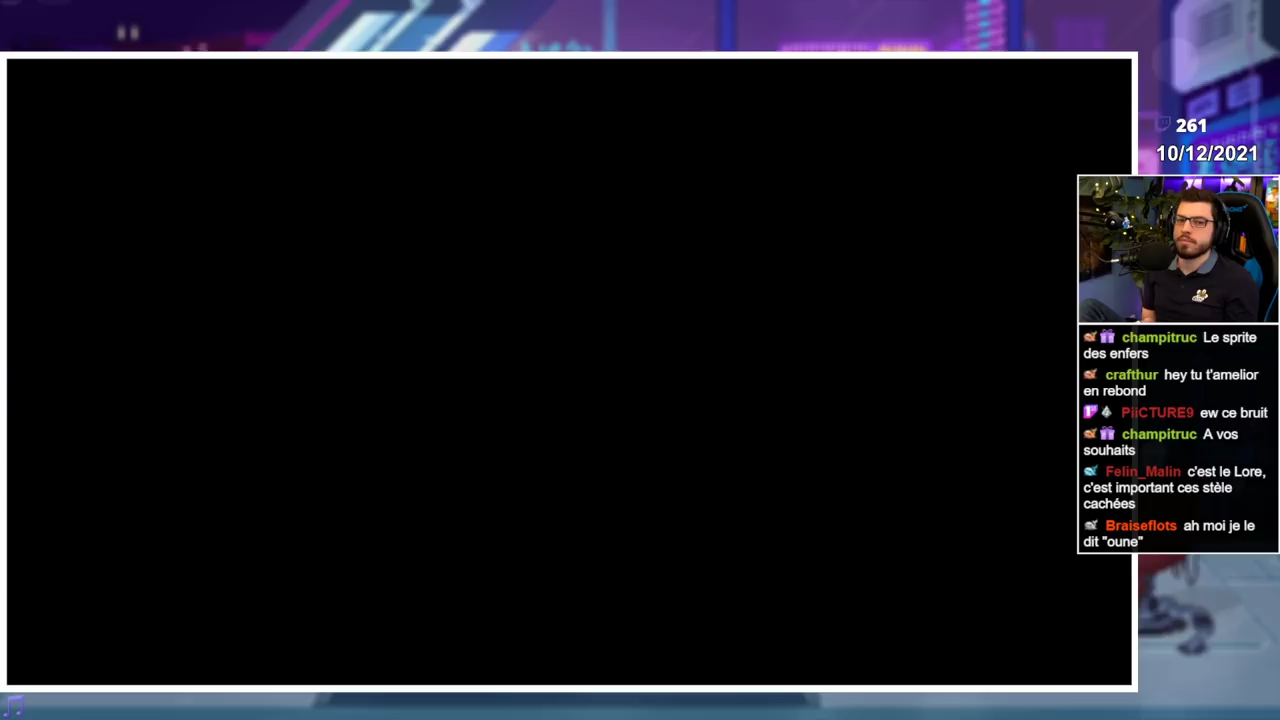 261
10/12/2021
champitruc Le sprite
des enfers
crafthur hey tu t'amelior
en rebond
PiiCTURE9 ew ce bruit
champitruc A vos
souhaits
Felin_Malin c'est le Lore,
c'est important ces stèle
cachées
Braiseflots ah moi je le
dit "oune"